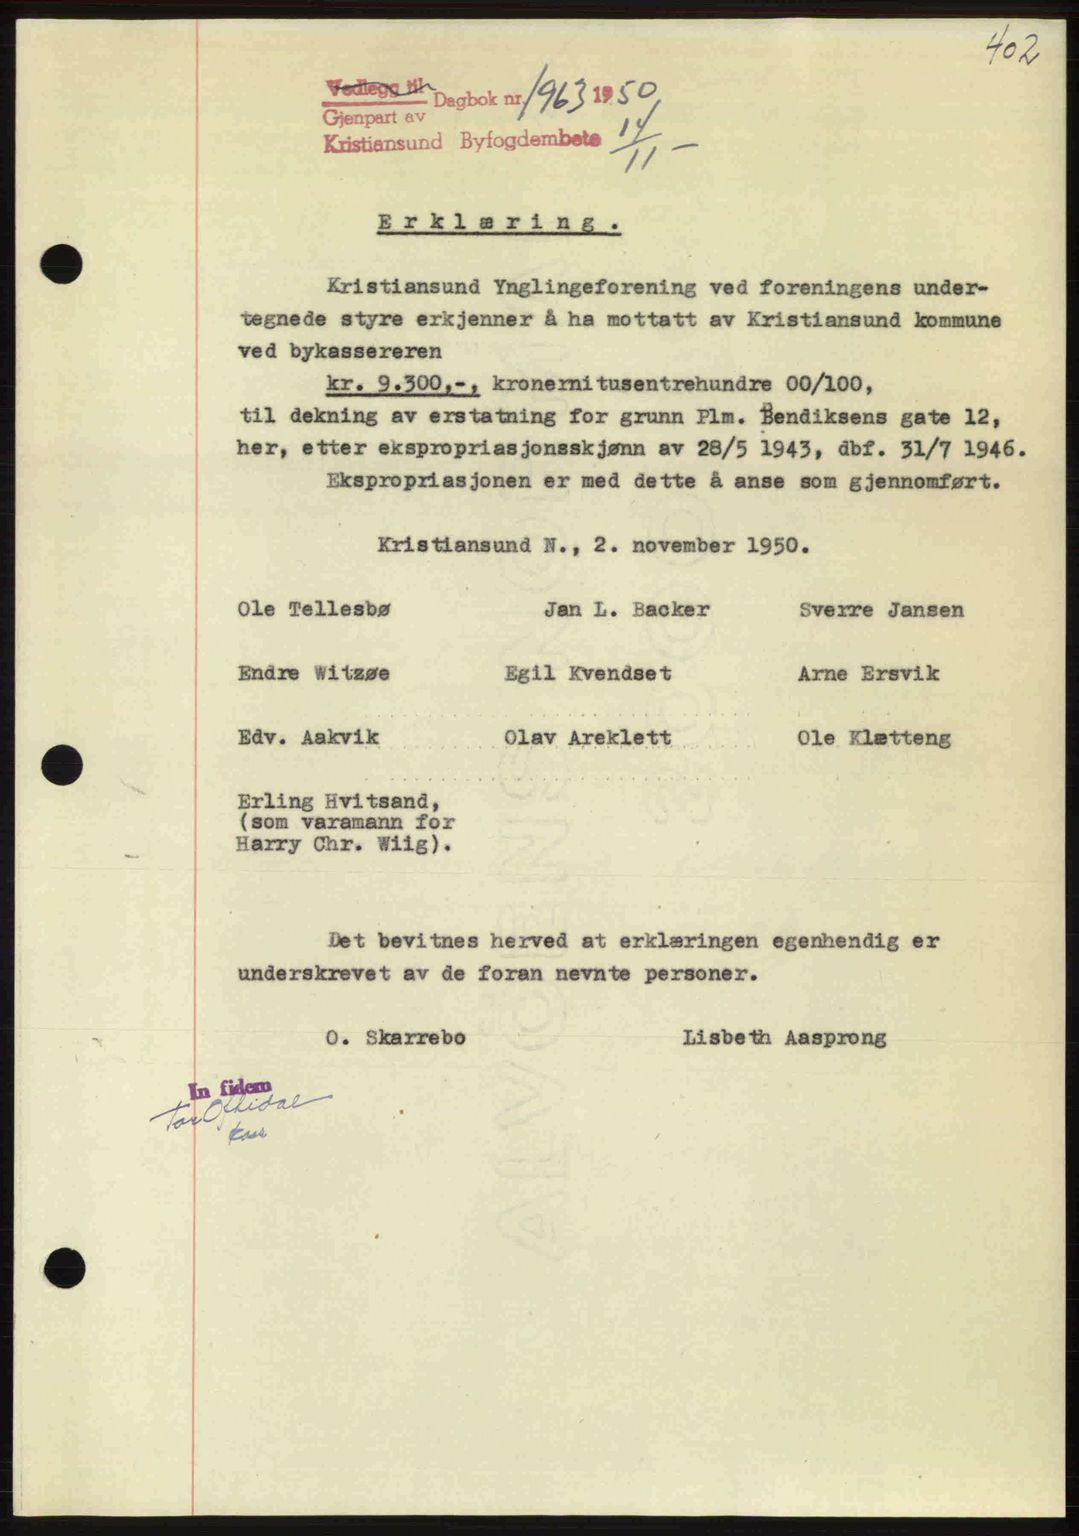 402
Vedlegg til
Dagbok nr. 1963 1950
Gjenpart av
Kristiansund Byfogdembete 14/11 -
Erklæring.
Kristiansund Ynglingeforening ved foreningens under-
tegnede styre erkjenner å ha mottatt av Kristiansund kommune
ved bykassereren
kr. 9.300,-, kronernitusentrehundre 00/100,
til dekning av erstatning for grunn Plm. Bendiksens gate 12,
her, etter ekspropriasjonsskjønn av 28/5 1943, dbf. 31/7 1946.
Ekspropriasjonen er med dette å anse som gjennomført.
Kristiansund N., 2. november 1950.
Ole Tellesbø Jan L. Backer Sverre Jansen
Endre Witzøe Egil Kvendset Arne Ersvik
Edv. Aakvik Olav Areklett Ole Klætteng
Erling Hvitsand,
(som varamann for
Harry Chr. Wiig).
Det bevitnes herved at erklæringen egenhendig er
underskrevet av de foran nevnte personer.
O. Skarrebo Lisbeth Aasprong
In fidem